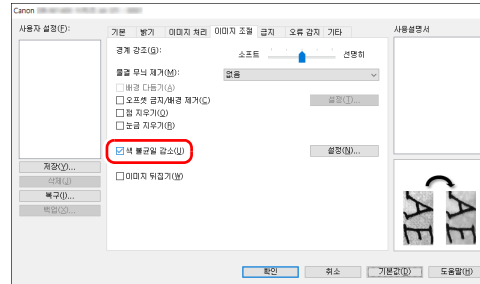 Canon
사용자 설정(F):
기본 밝기 이미지 처리 이미지 조절 급지 오류 감지 기타
사용설명서
경계 강조(G):
소프트 선명히
물결 무늬 제거(M):
없음
배경 다듬기(A)
오프셋 금지/배경 제거(C)
설정(T)...
점 지우기(O)
눈금 지우기(R)
색 불균일 감소(U)
설정(N)...
이미지 뒤집기(W)
저장(Y)...
삭제(J)
복구(I)...
백업(X)...
AE AE
확인 취소 기본값(D) 도움말(H)